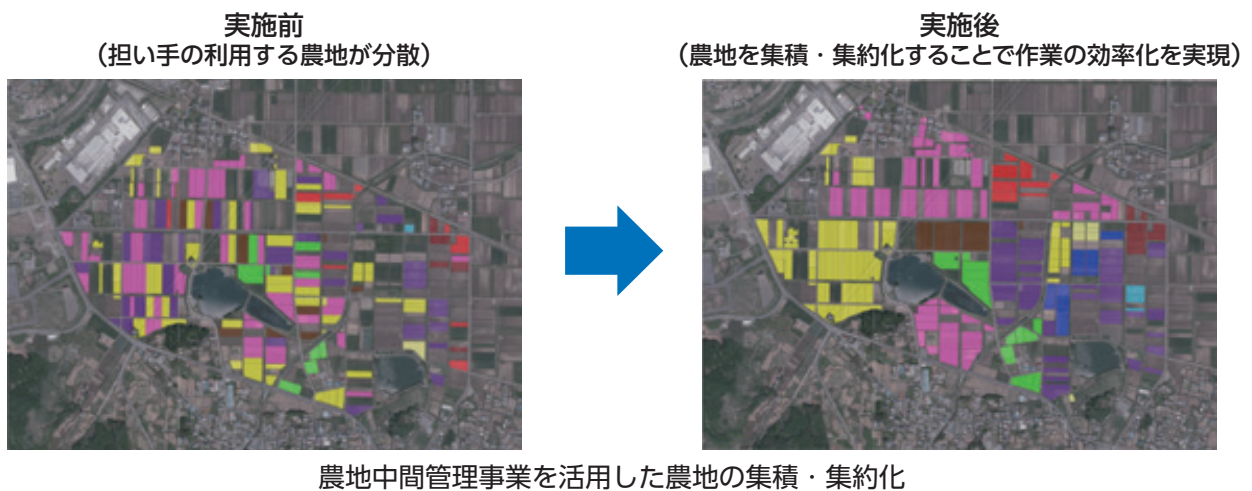 実施前
（担い手の利用する農地が分散）
実施後
（農地を集積・集約化することで作業の効率化を実現）
農地中間管理事業を活用した農地の集積・集約化